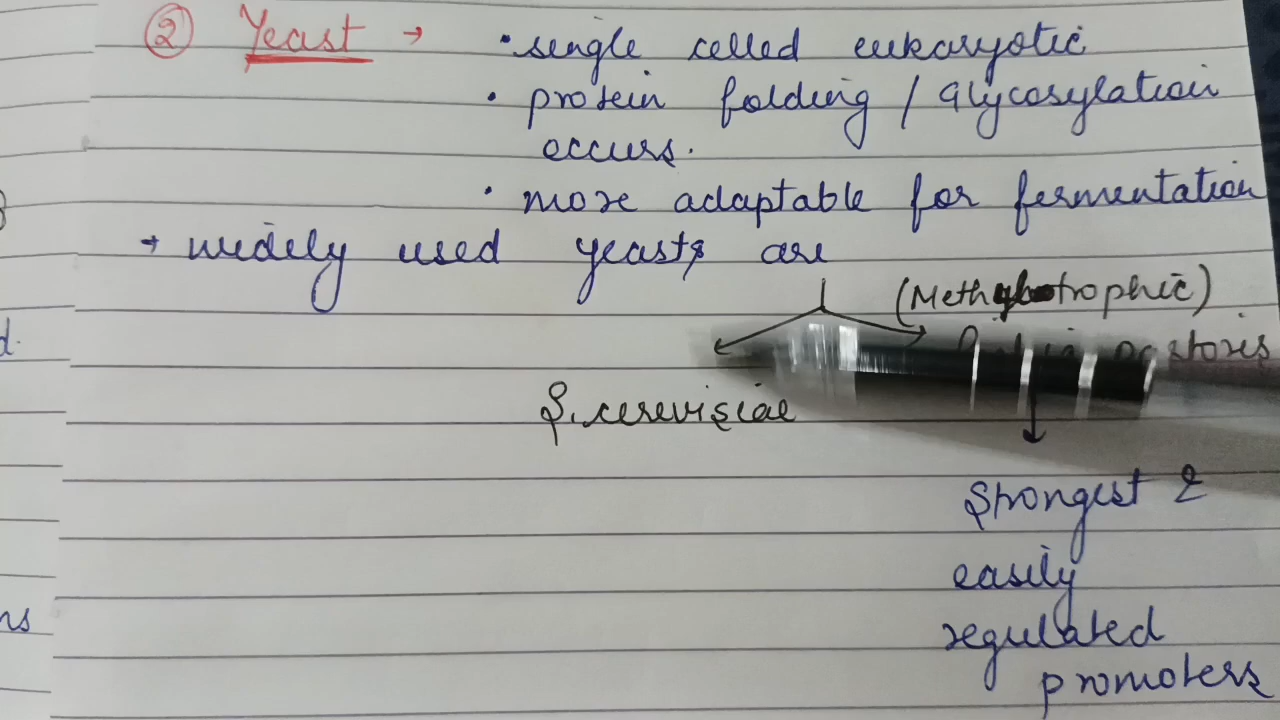 ② Yeast → • single celled eukaryotic
• protein folding / Glycosylation
occurs.
• more adaptable for fermentation
→ widely used yeasts are
(Methylotrophic)
S. cerevisiae
Strongest &
easily
regulated
promoters
d.
ns